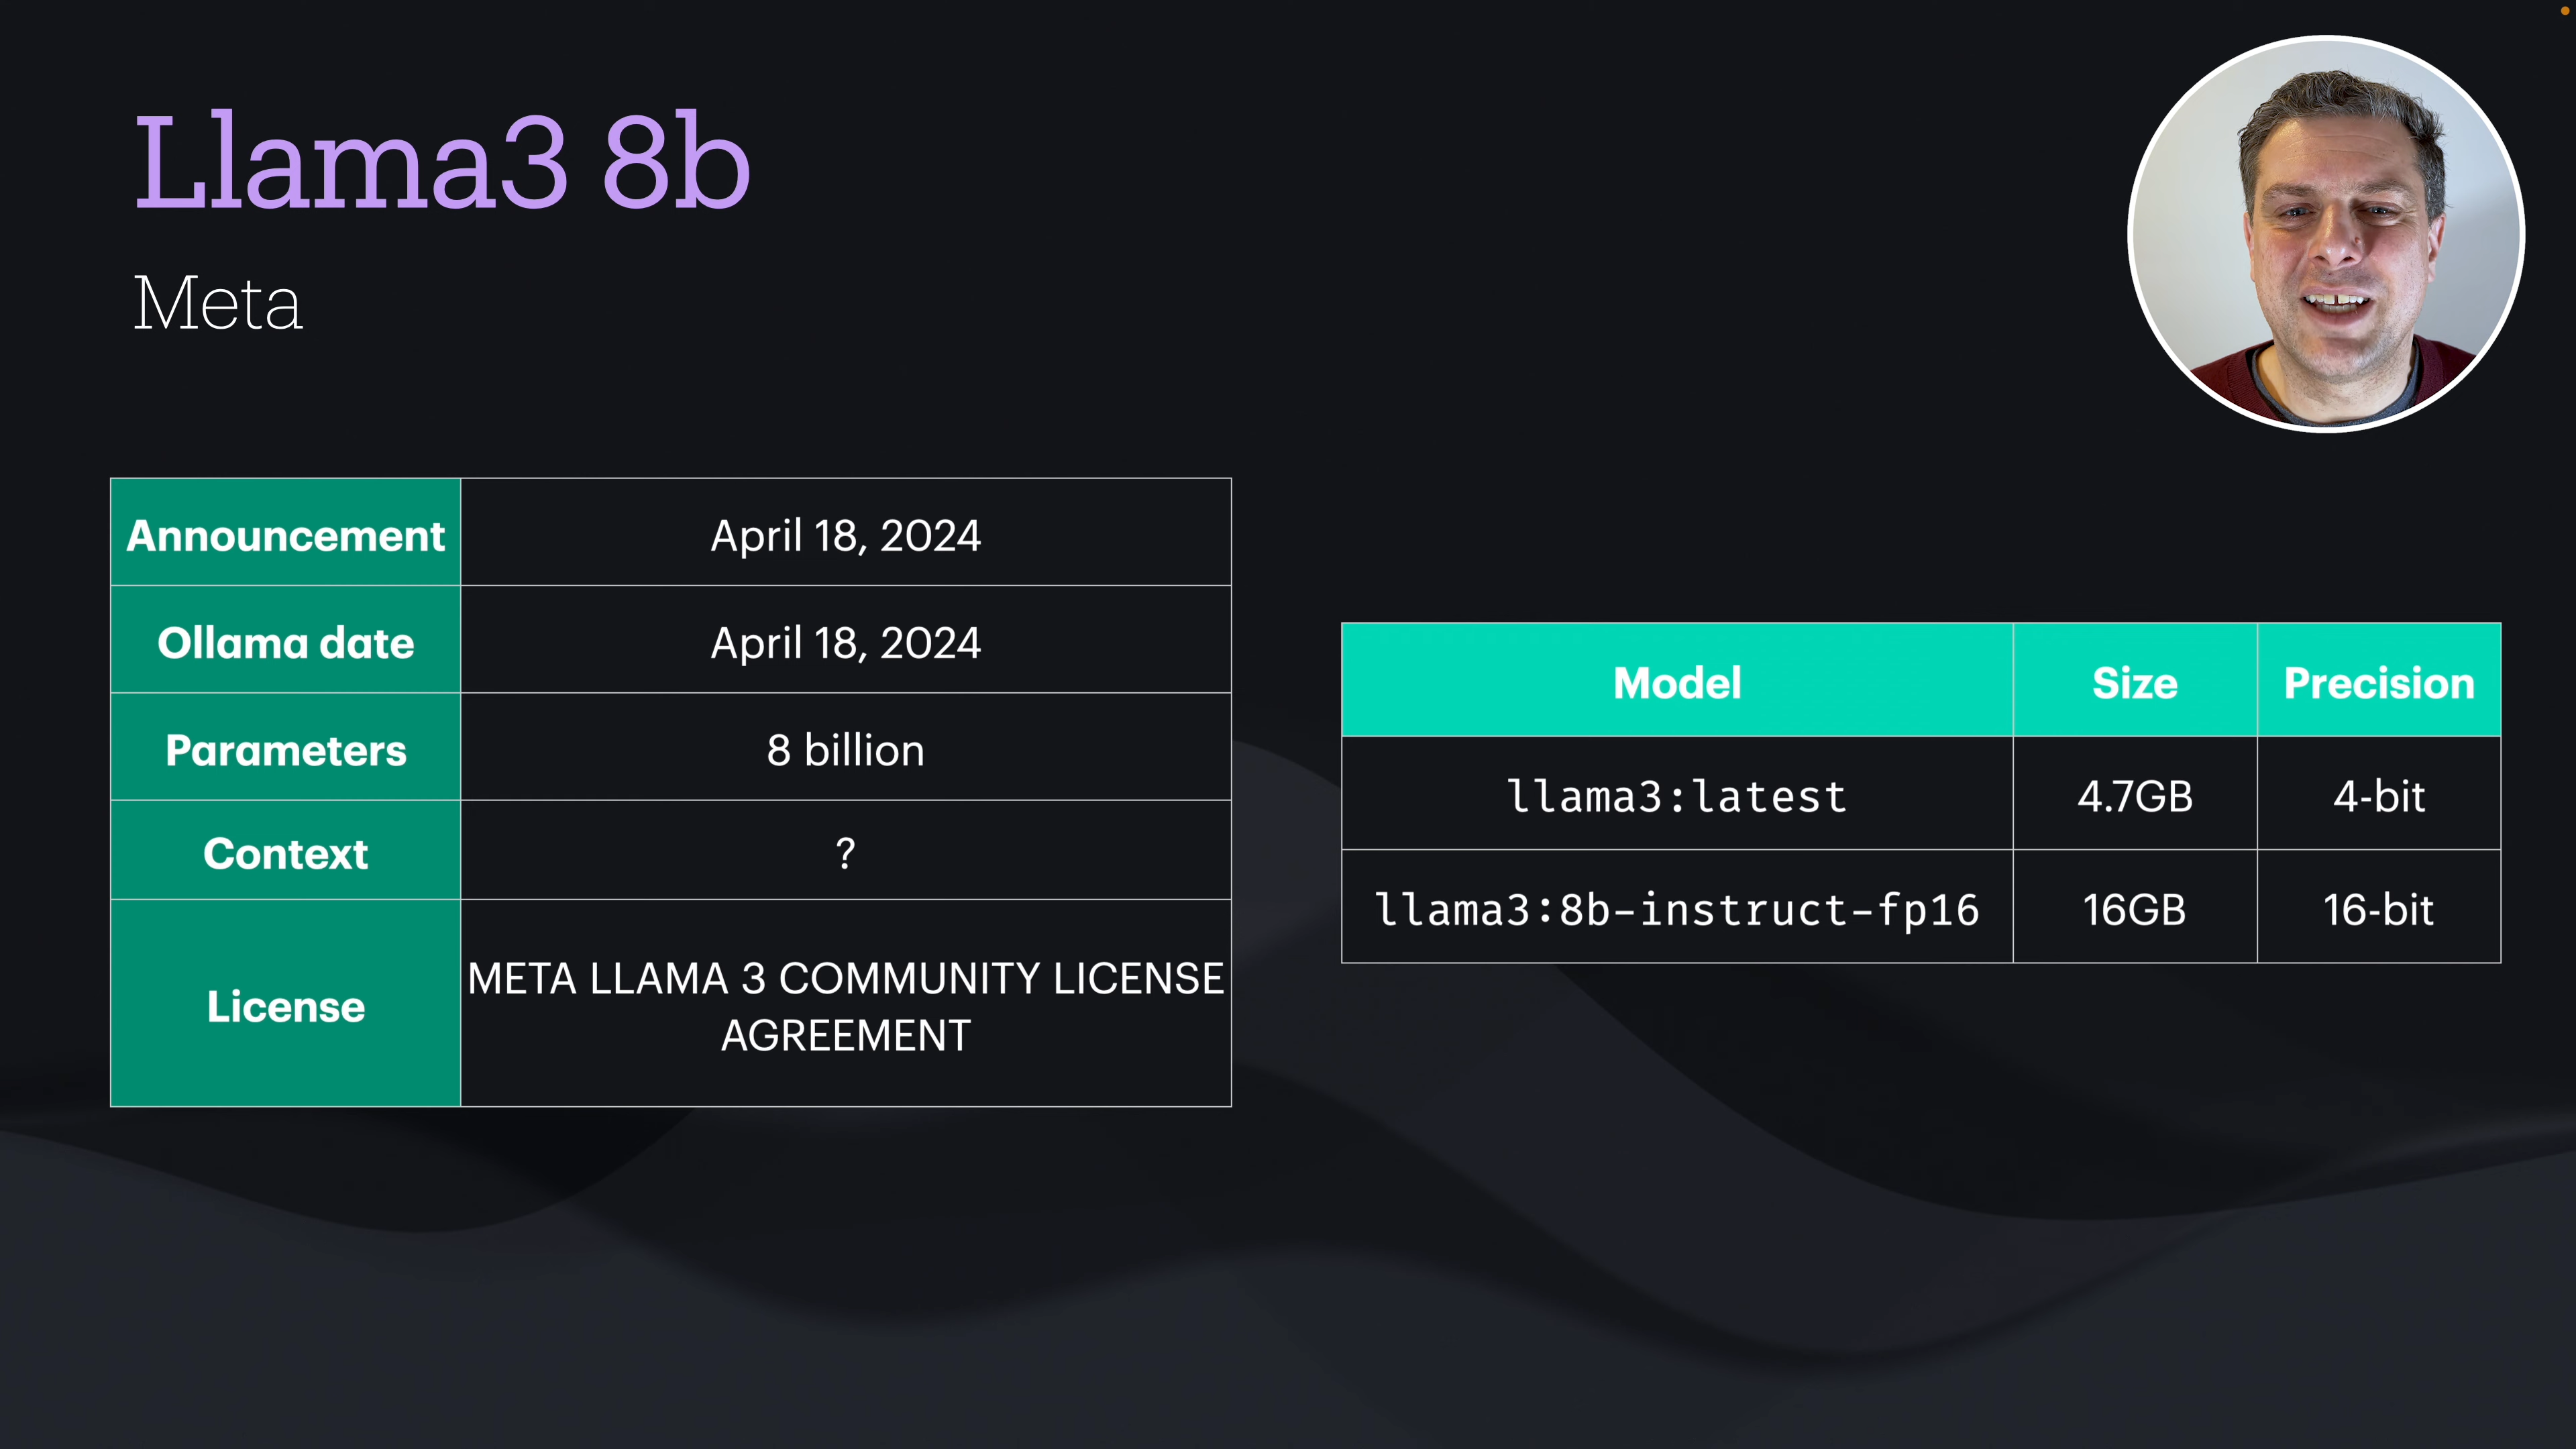 Llama3 8b
Meta
Announcement April 18, 2024
Ollama date April 18, 2024
Parameters 8 billion
Context ?
License META LLAMA 3 COMMUNITY LICENSE
AGREEMENT
Model Size Precision
llama3:latest 4.7GB 4-bit
llama3:8b-instruct-fp16 16GB 16-bit